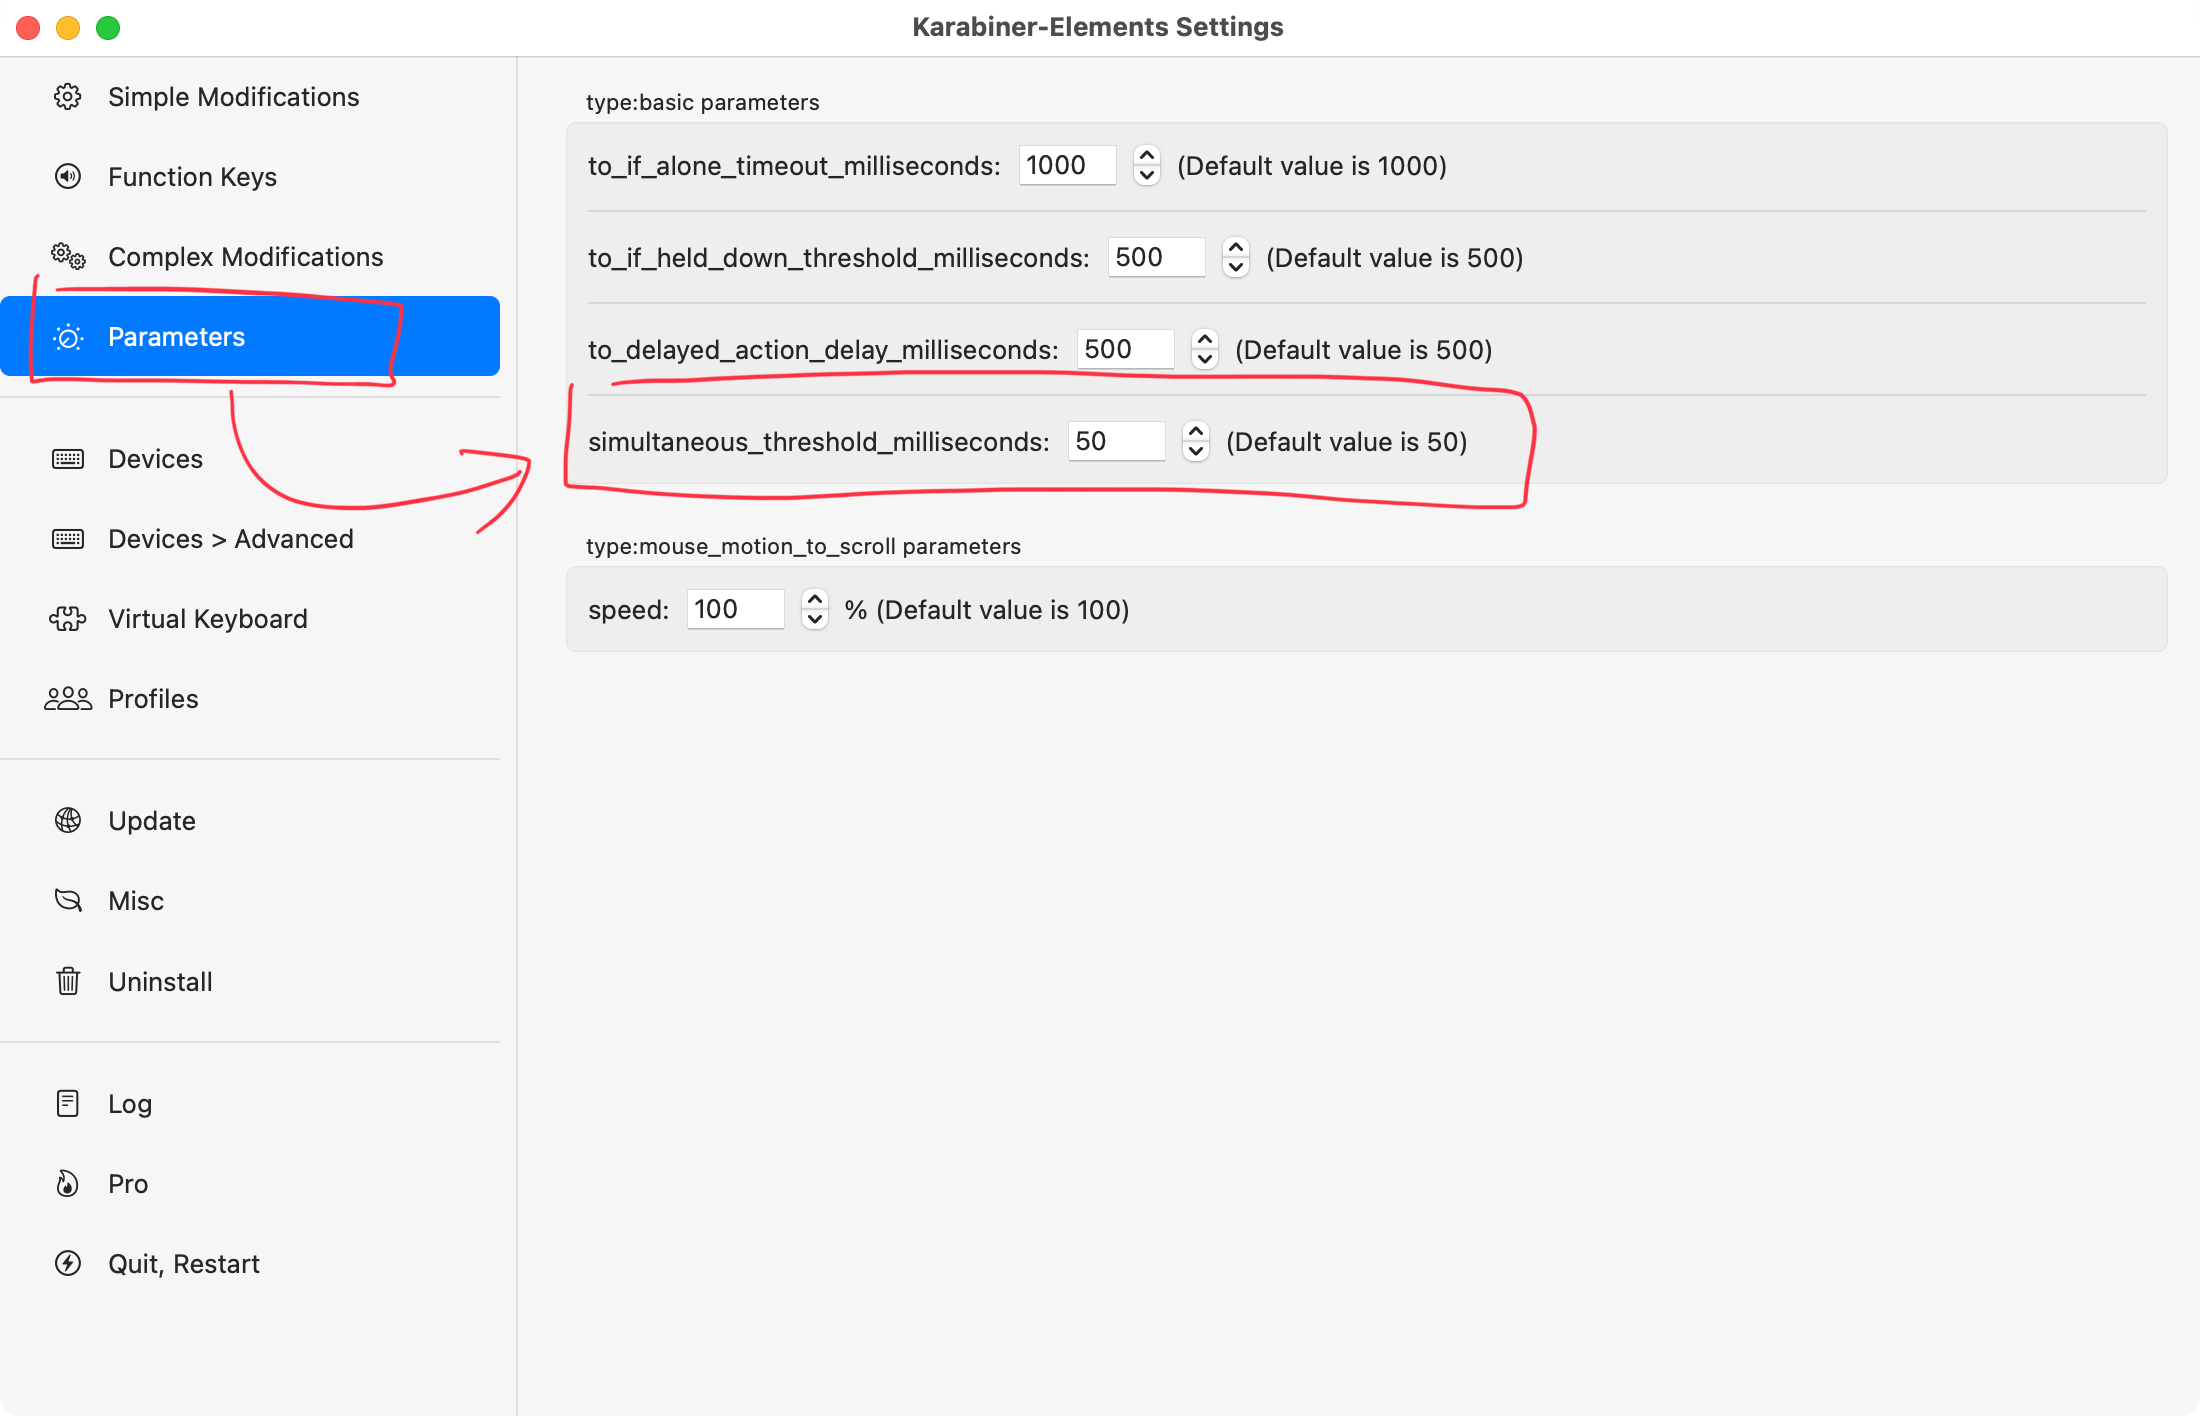 Karabiner-Elements Settings
Simple Modifications
Function Keys
Complex Modifications
Parameters
Devices
Devices > Advanced
Virtual Keyboard
Profiles
Update
Misc
Uninstall
Log
Pro
Quit, Restart
type:basic parameters
to_if_alone_timeout_milliseconds: 1000 (Default value is 1000)
to_if_held_down_threshold_milliseconds: 500 (Default value is 500)
to_delayed_action_delay_milliseconds: 500 (Default value is 500)
simultaneous_threshold_milliseconds: 50 (Default value is 50)
type:mouse_motion_to_scroll parameters
speed: 100 % (Default value is 100)